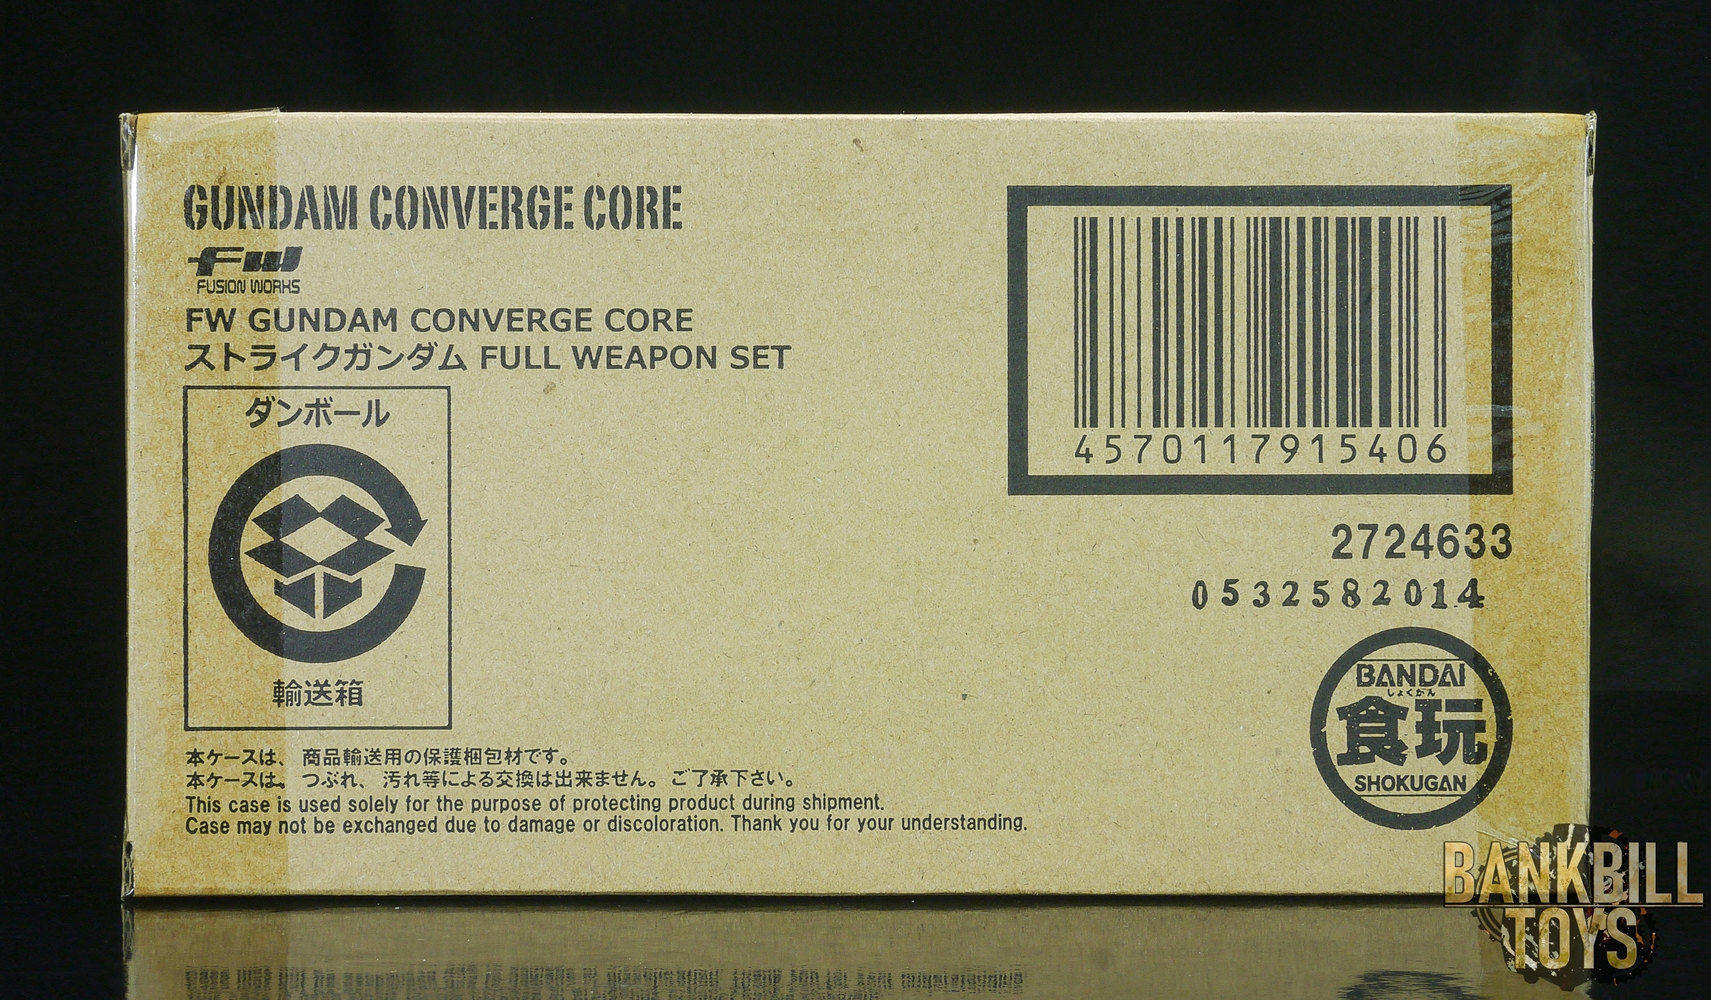 GUNDAM CONVERGE CORE
FW
FUSION WORKS
FW GUNDAM CONVERGE CORE
ストライクガンダム FULL WEAPON SET
ダンボール
輸送箱
本ケースは、商品輸送用の保護梱包材です。
本ケースは、つぶれ、汚れ等による交換は出来ません。ご了承下さい。
This case is used solely for the purpose of protecting product during shipment.
Case may not be exchanged due to damage or discoloration. Thank you for your understanding.
4570117915406
2724633
0532582014
BANDAI
しょくがん
食玩
SHOKUGAN
BANKBILL
TOYS